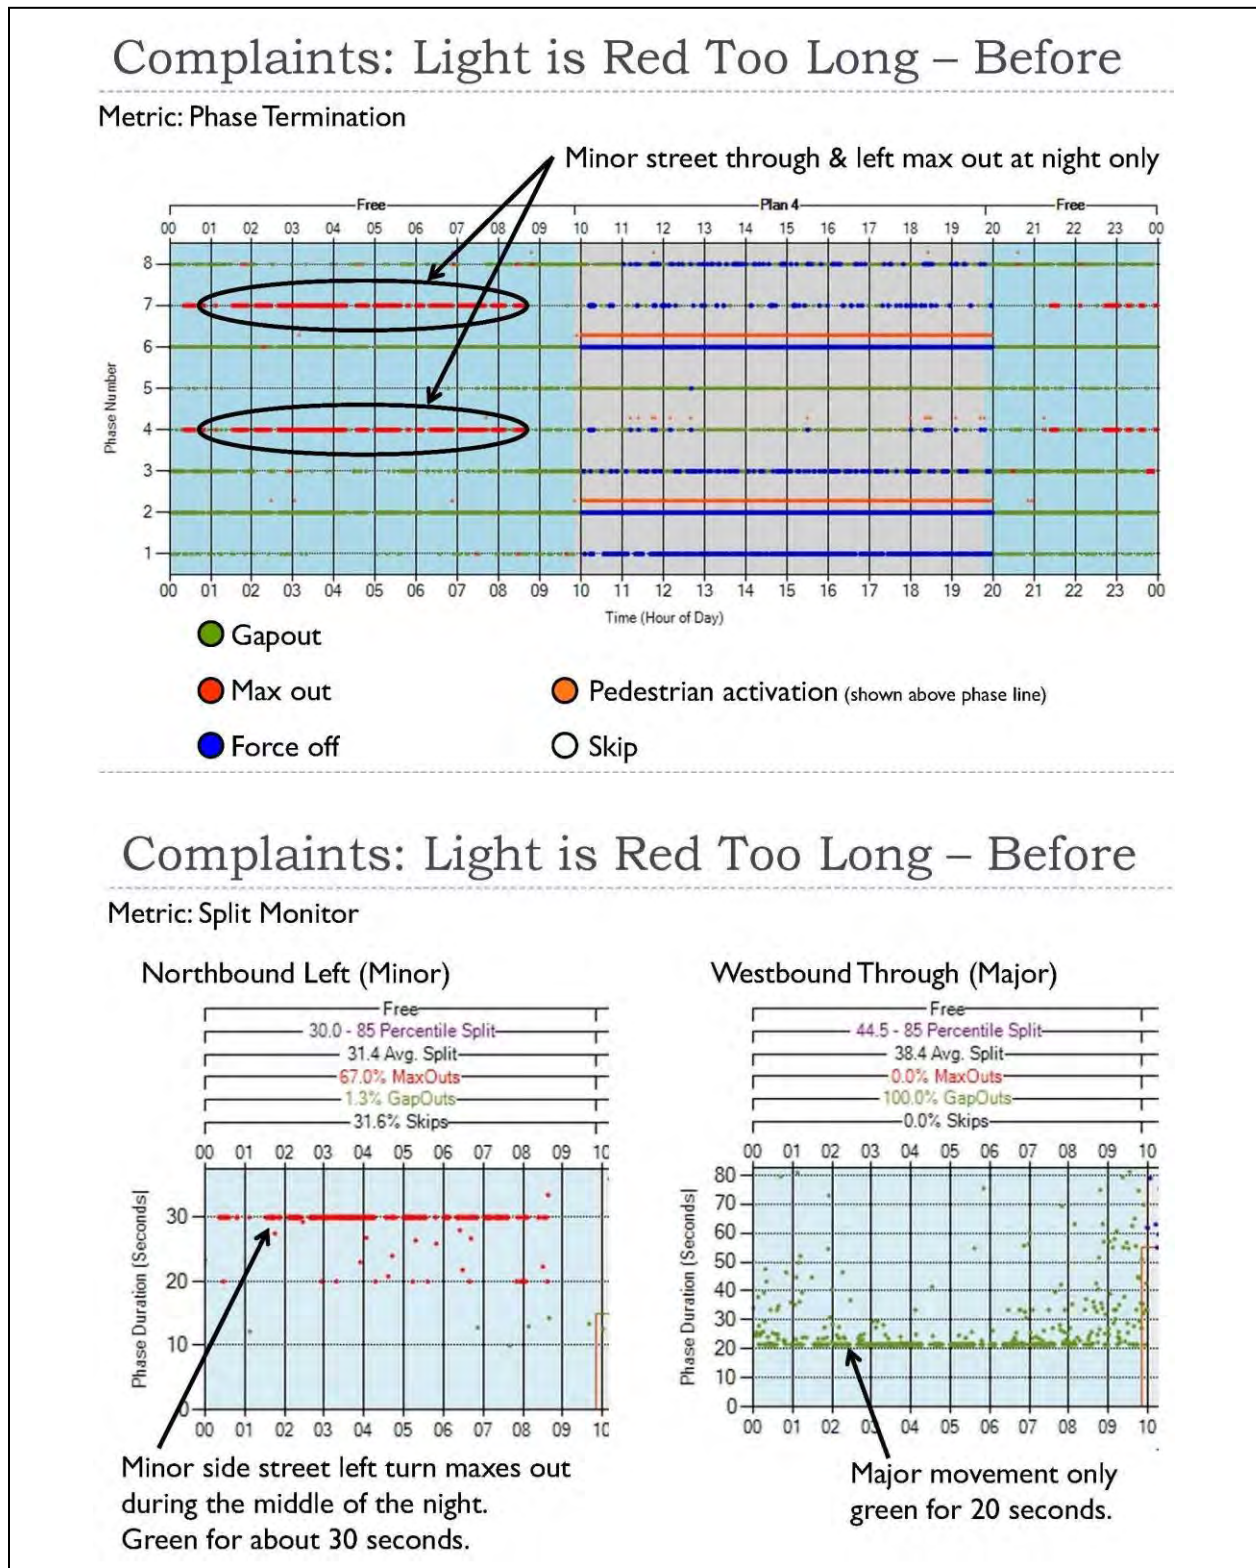 Complaints: Light is Red Too Long – Before
Metric: Phase Termination
Minor street through & left max out at night only
Free Plan 4 Free
00 01 02 03 04 05 06 07 08 09 10 11 12 13 14 15 16 17 18 19 20 21 22 23 00
8
7
6
5
4
3
2
1
Phase Number
00 01 02 03 04 05 06 07 08 09 10 11 12 13 14 15 16 17 18 19 20 21 22 23 00
Time (Hour of Day)
Gapout
Max out
Pedestrian activation (shown above phase line)
Force off
Skip
Complaints: Light is Red Too Long – Before
Metric: Split Monitor
Northbound Left (Minor)
Free
30.0 - 85 Percentile Split
31.4 Avg. Split
67.0% MaxOuts
1.3% GapOuts
31.6% Skips
00 01 02 03 04 05 06 07 08 09 10
30
20
10
0
Phase Duration (Seconds)
00 01 02 03 04 05 06 07 08 09 10
Minor side street left turn maxes out
during the middle of the night.
Green for about 30 seconds.
Westbound Through (Major)
Free
44.5 - 85 Percentile Split
38.4 Avg. Split
0.0% MaxOuts
100.0% GapOuts
0.0% Skips
00 01 02 03 04 05 06 07 08 09 10
80
70
60
50
40
30
20
10
0
Phase Duration (Seconds)
00 01 02 03 04 05 06 07 08 09 10
Major movement only
green for 20 seconds.